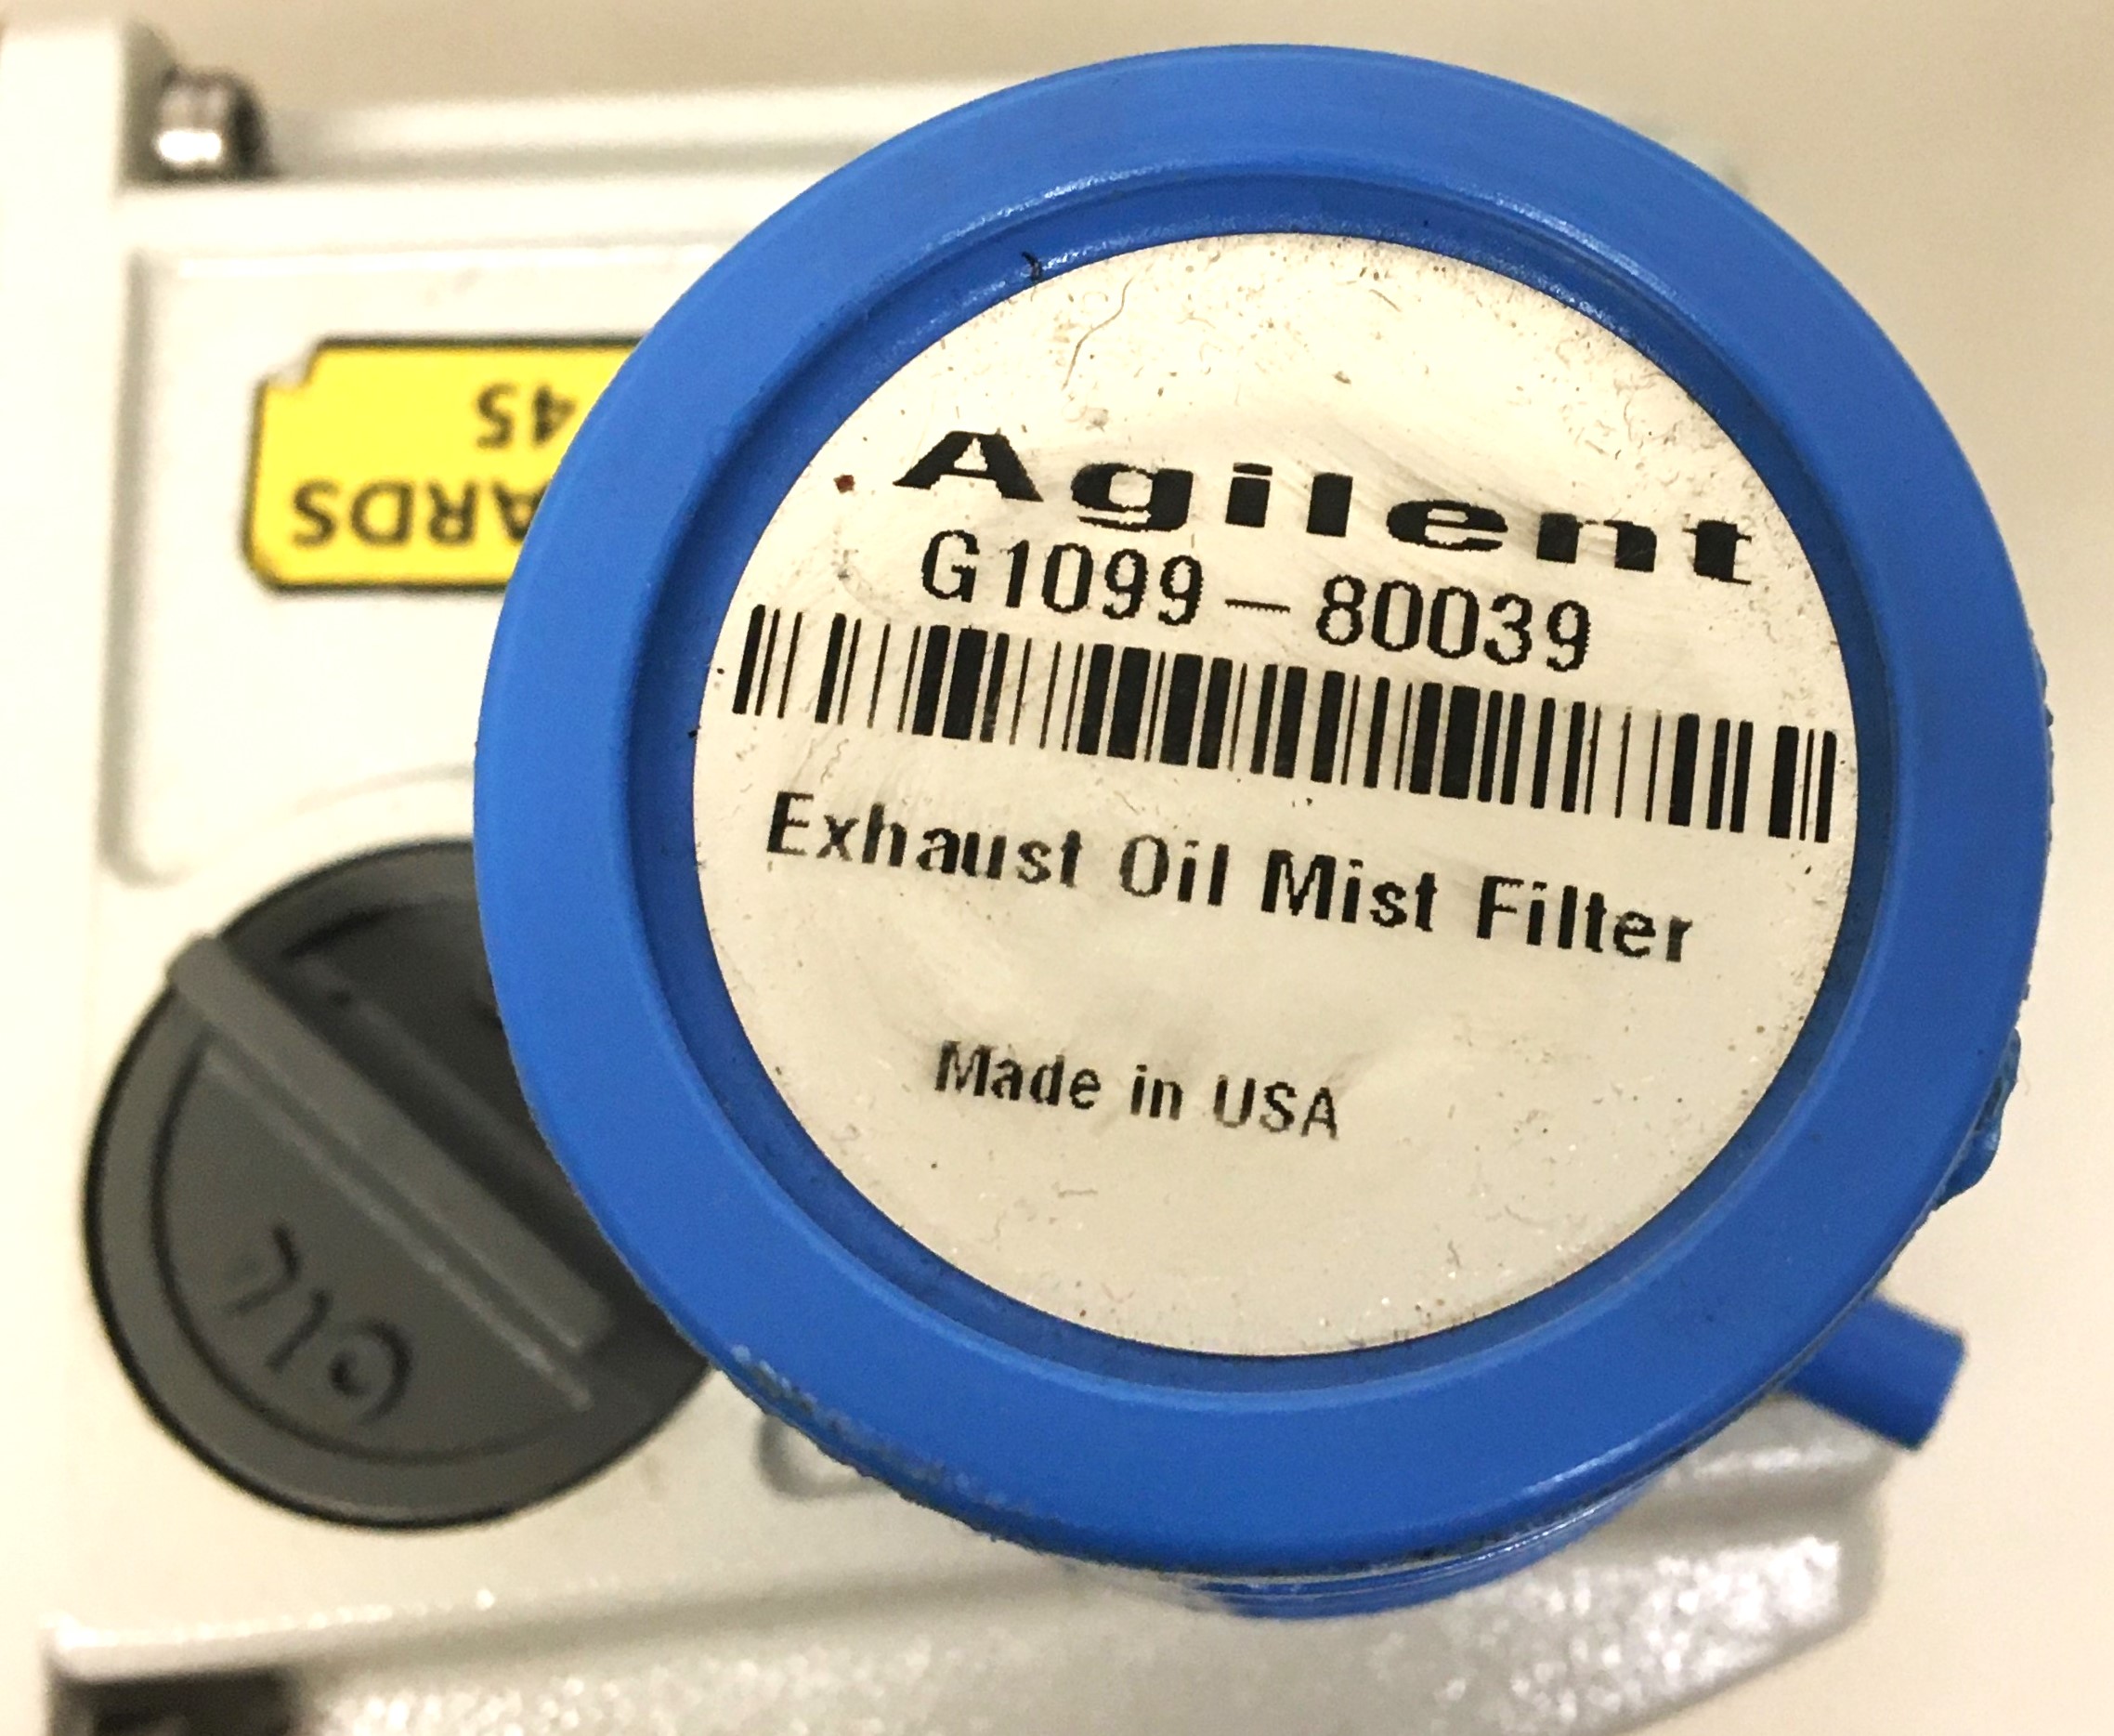 Agilent
G1099-80039
Exhaust Oil Mist Filter
Made in USA
ARDS
45
OIL